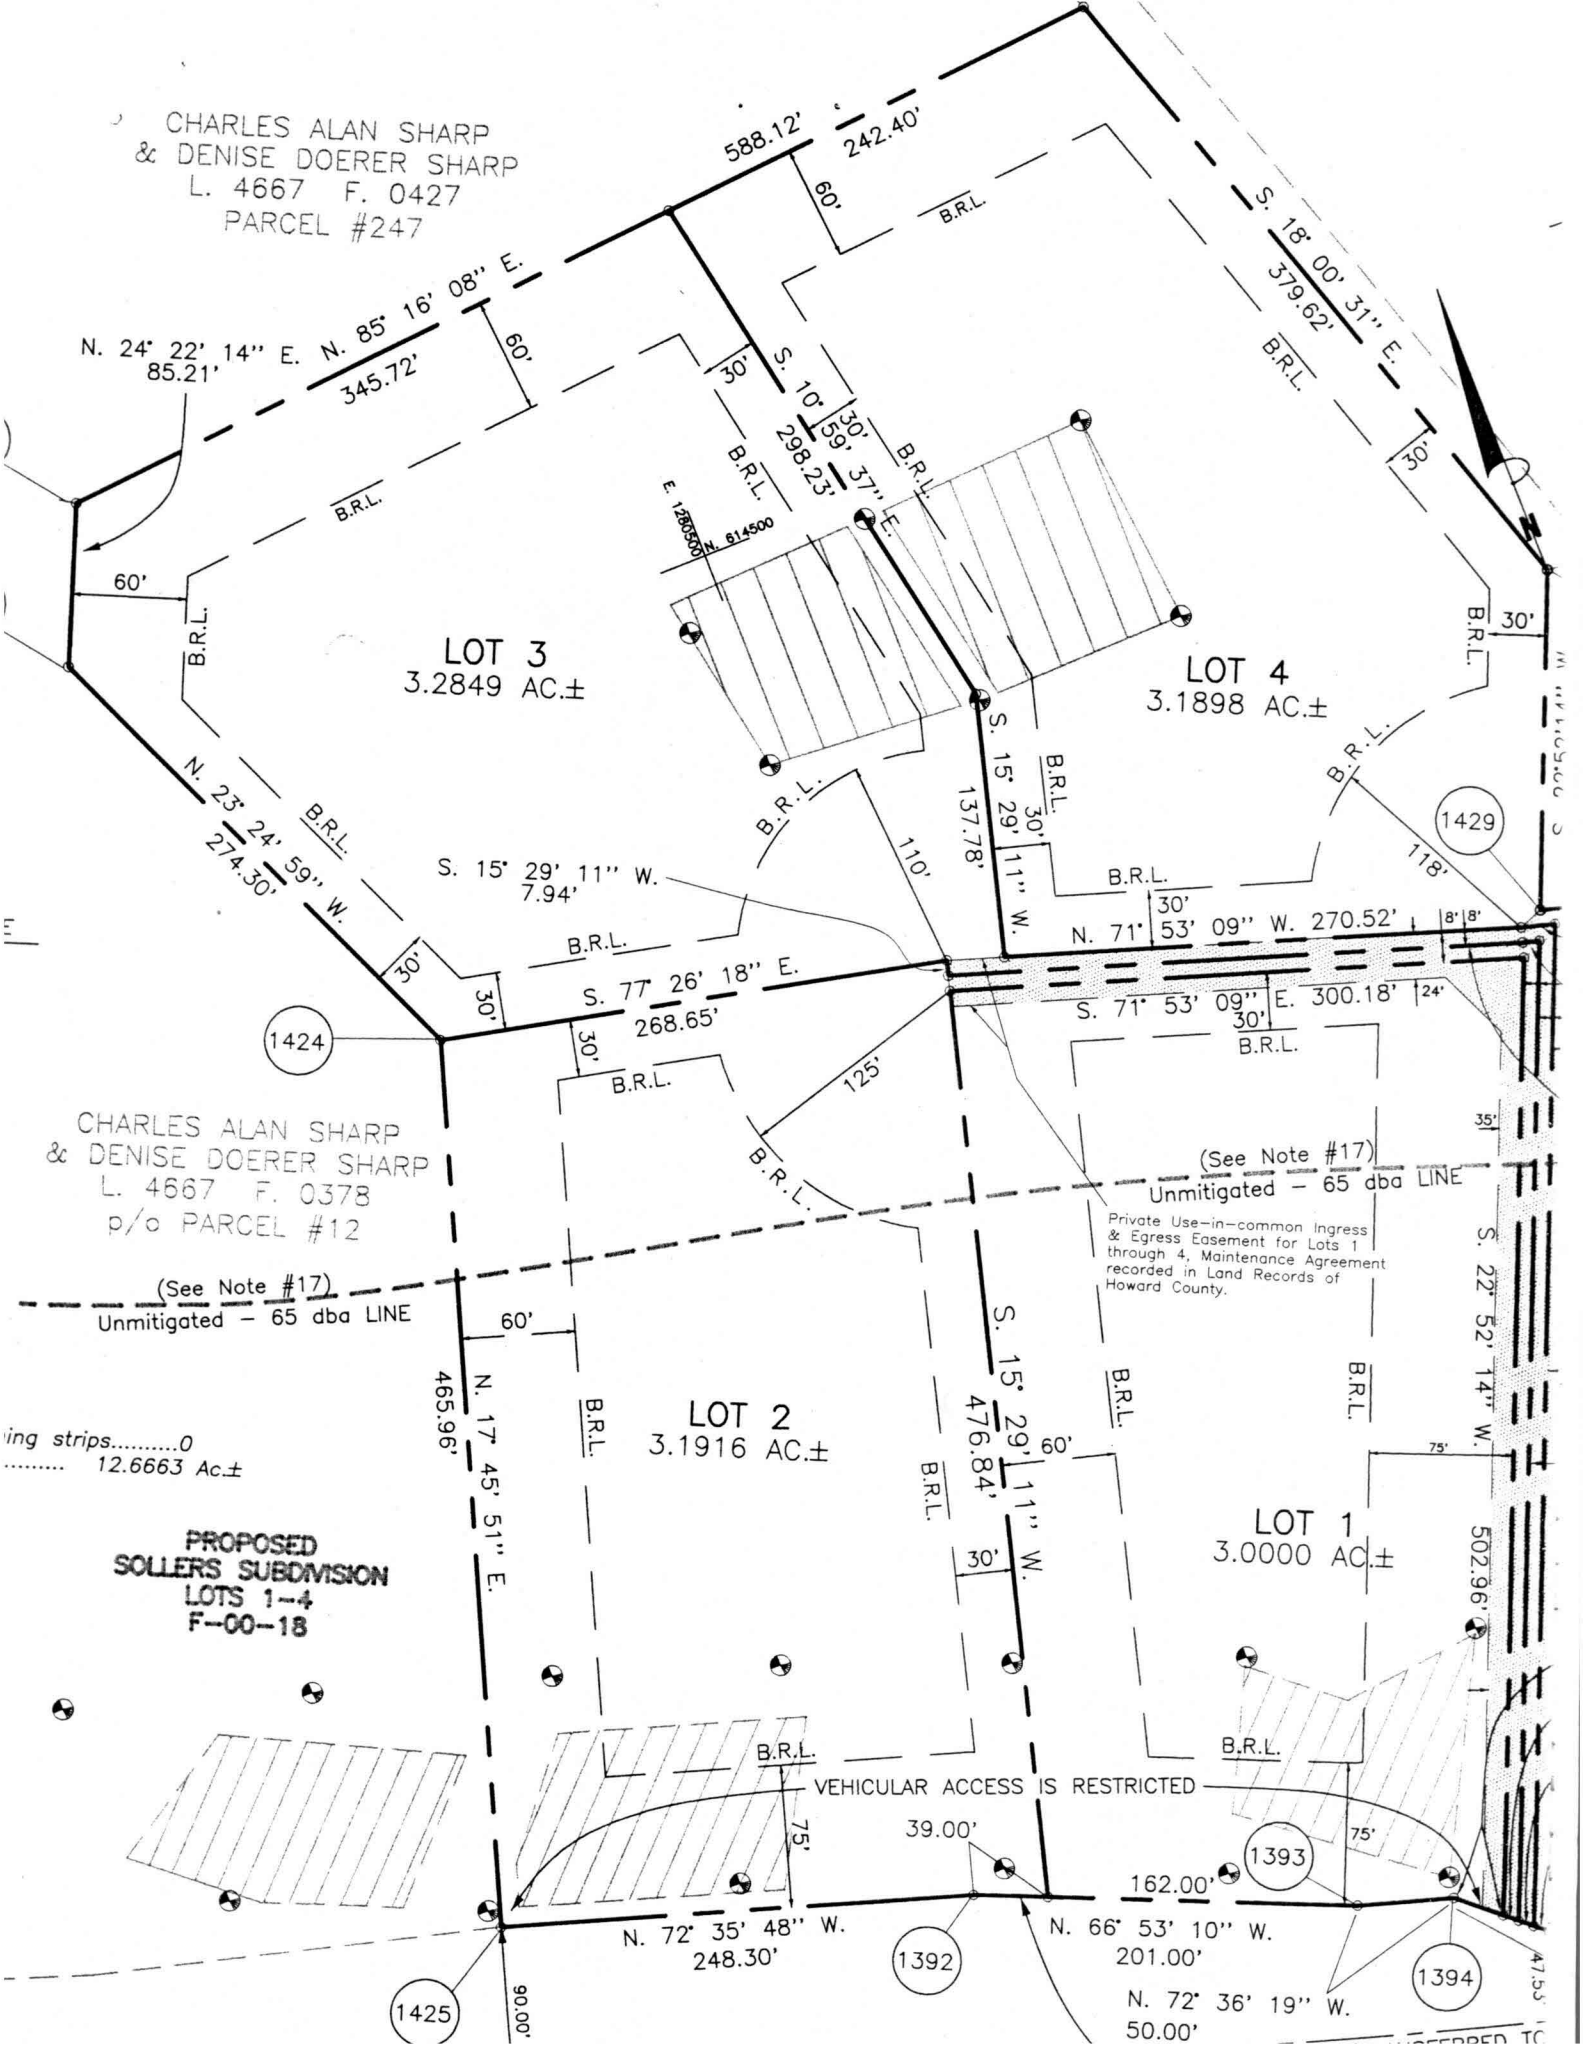 588.12'
242.40'
CHARLES ALAN SHARP
& DENISE DOERER SHARP
L. 4667 F. 0427
PARCEL #247
60'
B.R.L.
S. 18° 00' 31" E.
379.62'
N. 24° 22' 14" E.
85.21'
N. 85° 16' 08" E.
345.72'
60'
30'
B.R.L.
S. 10° 59' 37" E.
298.23'
30'
B.R.L.
B.R.L.
B.R.L.
30'
E. 1280500
N. 614500
N
60'
B.R.L.
LOT 3
3.2849 AC.±
LOT 4
3.1898 AC.±
B.R.L.
30'
N. 23° 24' 59" W.
274.30'
B.R.L.
B.R.L.
110'
S. 15° 29' 11" W.
137.78'
30'
B.R.L.
B.R.L.
118'
1429
S. 15° 29' 11" W.
7.94'
B.R.L.
30'
B.R.L.
30'
30'
N. 71° 53' 09" W. 270.52'
8'
8'
S. 77° 26' 18" E.
268.65'
S. 71° 53' 09" E. 300.18'
24'
30'
B.R.L.
1424
30'
B.R.L.
125'
B.R.L.
35'
CHARLES ALAN SHARP
& DENISE DOERER SHARP
L. 4667 F. 0378
p/o PARCEL #12
(See Note #17)
Unmitigated - 65 dba LINE
Private Use-in-common Ingress
& Egress Easement for Lots 1
through 4, Maintenance Agreement
recorded in Land Records of
Howard County.
(See Note #17)
Unmitigated - 65 dba LINE
60'
N. 17° 45' 51" E.
465.96'
B.R.L.
LOT 2
3.1916 AC.±
S. 15° 29' 11" W.
476.84'
60'
B.R.L.
B.R.L.
B.R.L.
S. 22° 52' 14" W.
502.96'
75'
ing strips..........0
......... 12.6663 Ac.±
LOT 1
3.0000 AC.±
30'
PROPOSED
SOLLERS SUBDIVISION
LOTS 1-4
F-00-18
B.R.L.
B.R.L.
VEHICULAR ACCESS IS RESTRICTED
75'
39.00'
75'
1393
162.00'
N. 72° 35' 48" W.
248.30'
N. 66° 53' 10" W.
201.00'
1392
1394
47.53'
1425
90.00'
N. 72° 36' 19" W.
50.00'